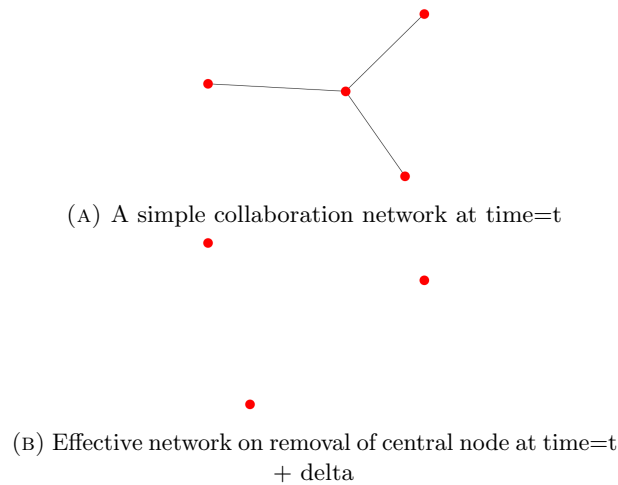 (A) A simple collaboration network at time=t
(B) Effective network on removal of central node at time=t
+ delta